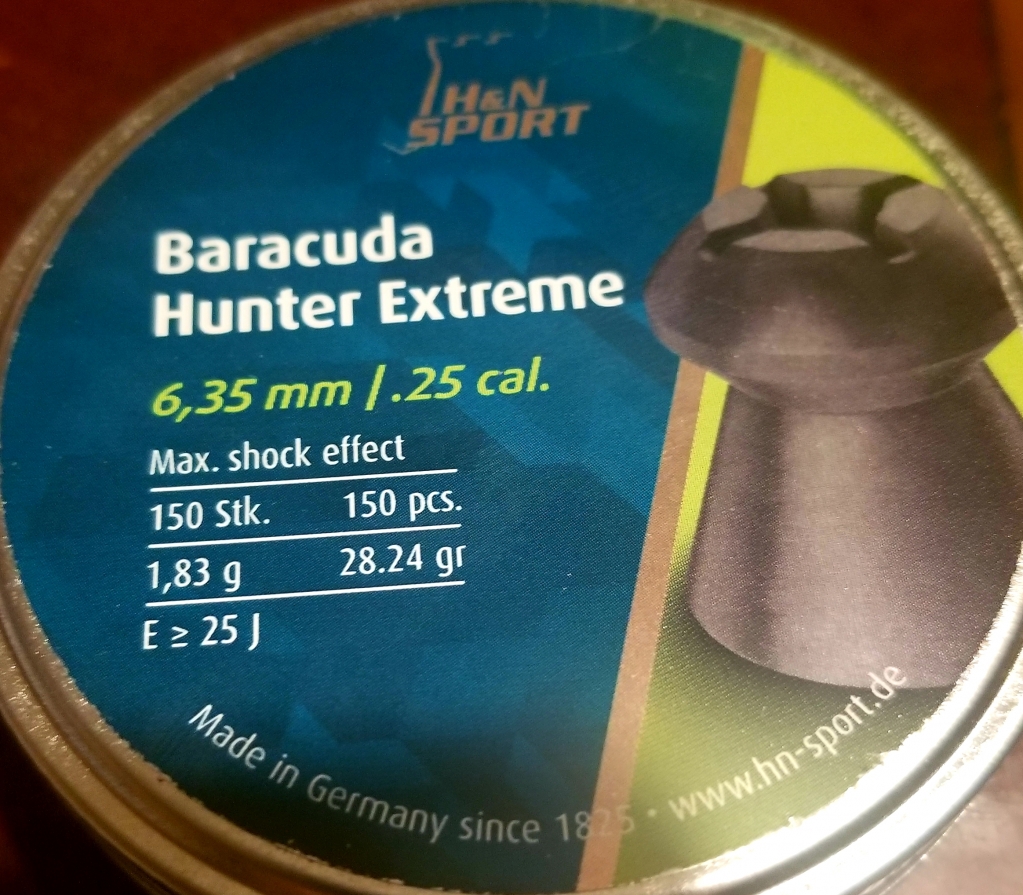 H&N
SPORT
Baracuda
Hunter Extreme
6,35 mm / .25 cal.
Max. shock effect
150 Stk. 150 pcs.
1,83 g 28.24 gr
E ≥ 25 J
Made in Germany since 1825 · www.hn-sport.de